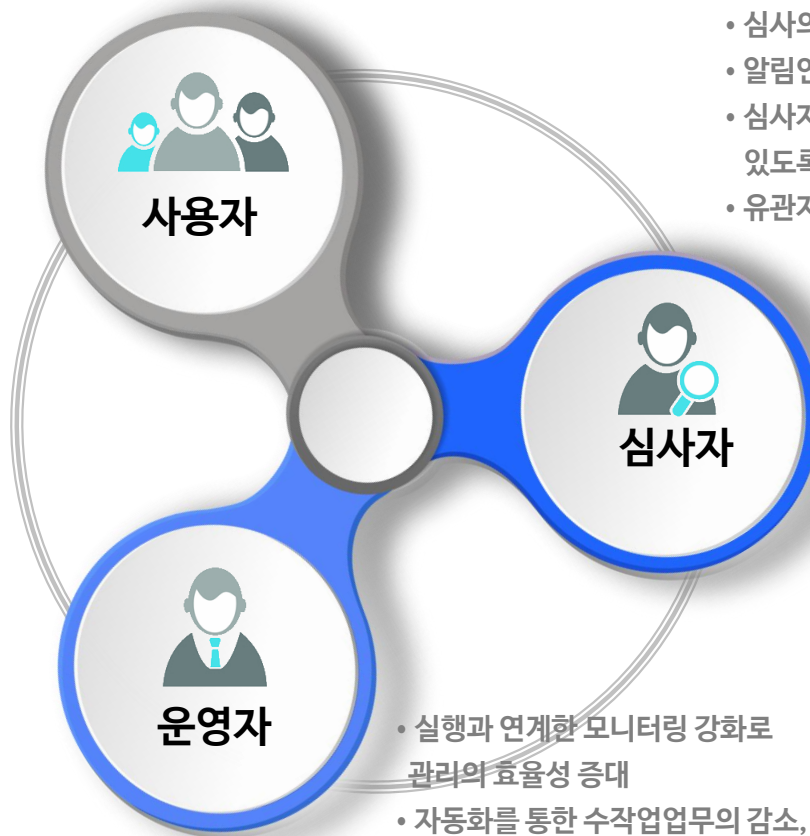 • 심사의
• 알림
• 심사자
있도록
• 유관
사용자
심사자
운영자
• 실행과 연계한 모니터링 강화로
관리의 효율성 증대
• 자동화를 통한 수작업업무의 감소,